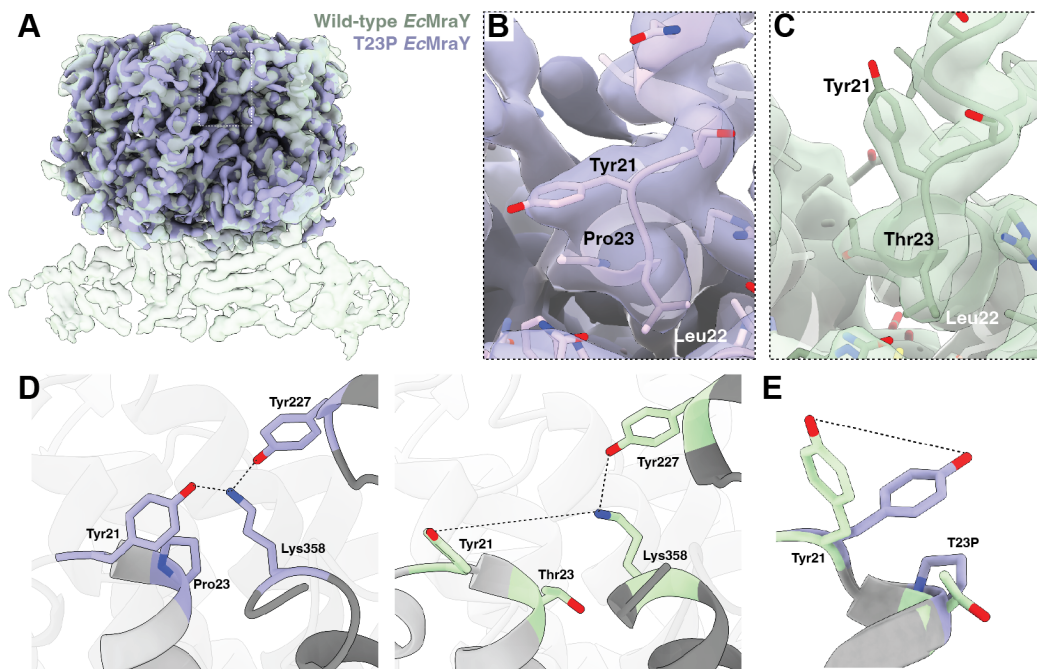 A
Wild-type EcMraY
T23P EcMraY
B
Tyr21
Pro23
Leu22
C
Tyr21
Thr23
Leu22
D
Tyr227
Tyr21
Pro23
Lys358
Tyr227
Tyr21
Thr23
Lys358
E
Tyr21
T23P